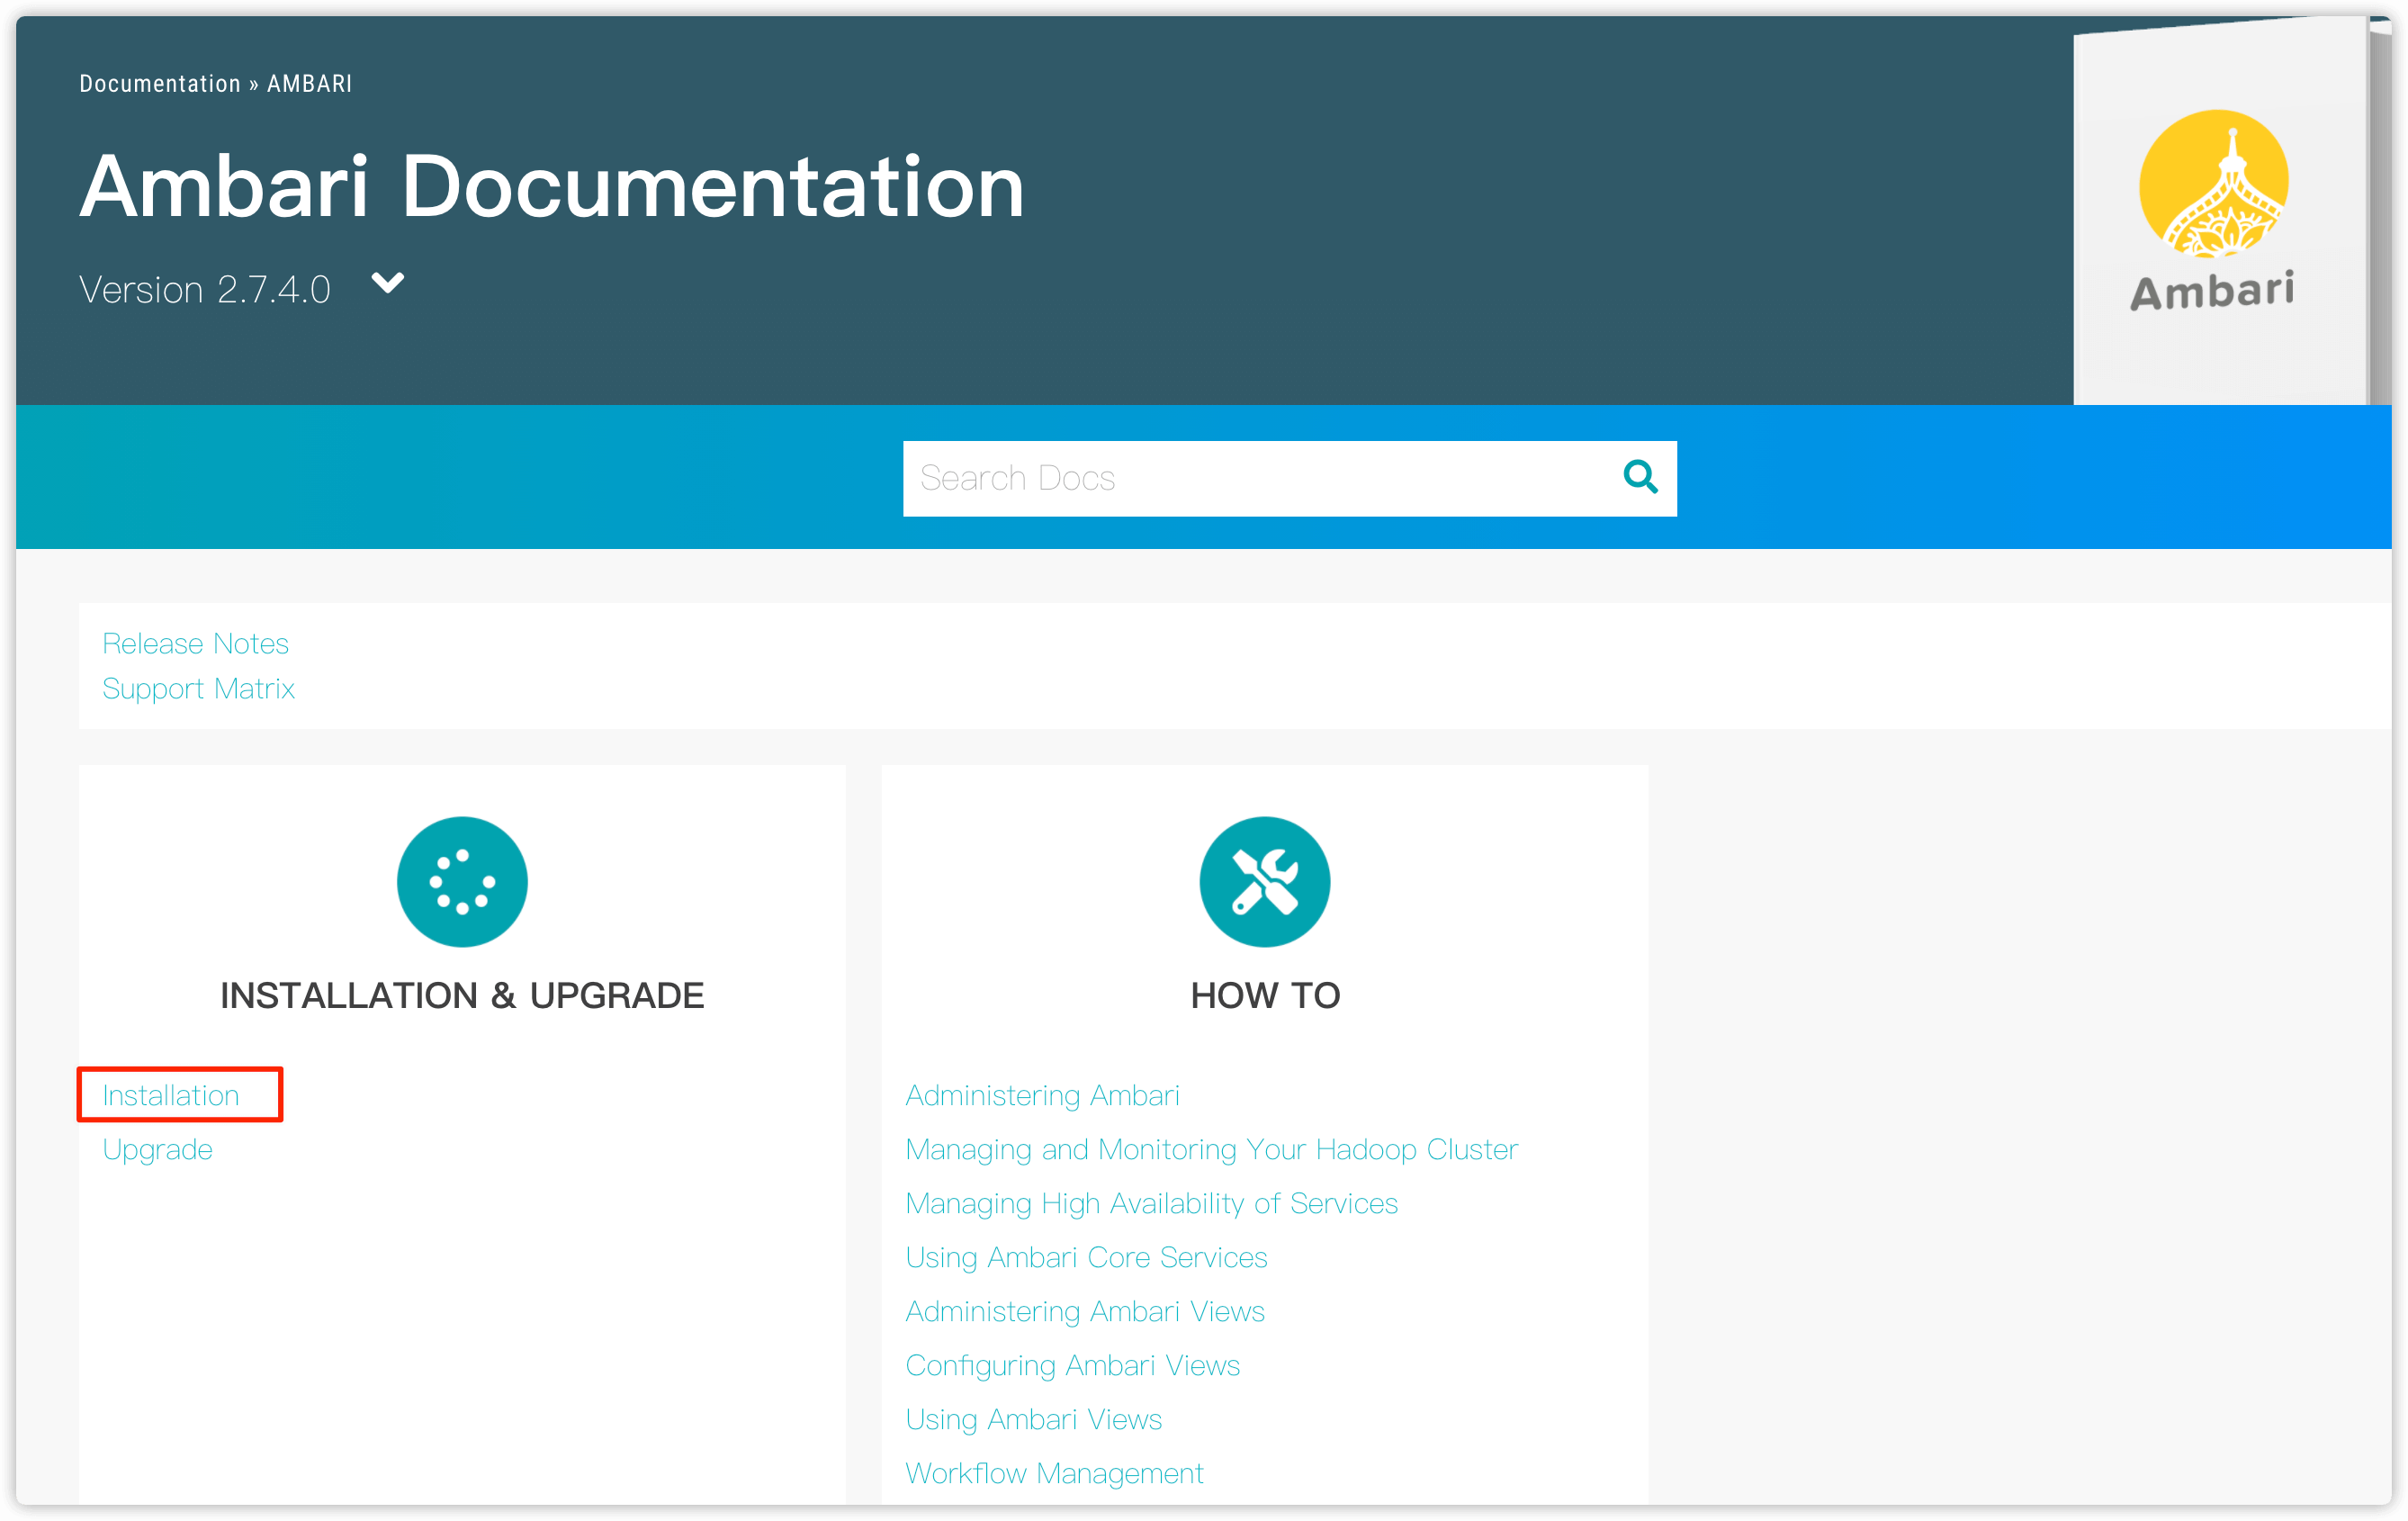 Documentation » AMBARI
Ambari Documentation
Version 2.7.4.0
Ambari
Search Docs
Release Notes
Support Matrix
INSTALLATION & UPGRADE
Installation
Upgrade
HOW TO
Administering Ambari
Managing and Monitoring Your Hadoop Cluster
Managing High Availability of Services
Using Ambari Core Services
Administering Ambari Views
Configuring Ambari Views
Using Ambari Views
Workflow Management